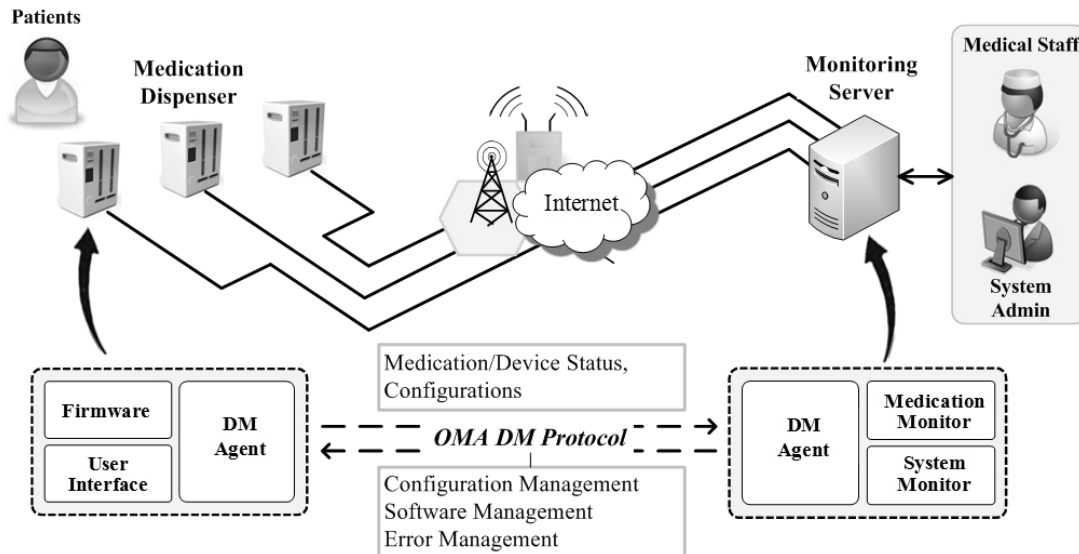 Patients
Medication
Dispenser
Internet
Monitoring
Server
Medical Staff
System
Admin
Firmware
User
Interface
DM
Agent
Medication/Device Status,
Configurations
OMA DM Protocol
Configuration Management
Software Management
Error Management
DM
Agent
Medication
Monitor
System
Monitor